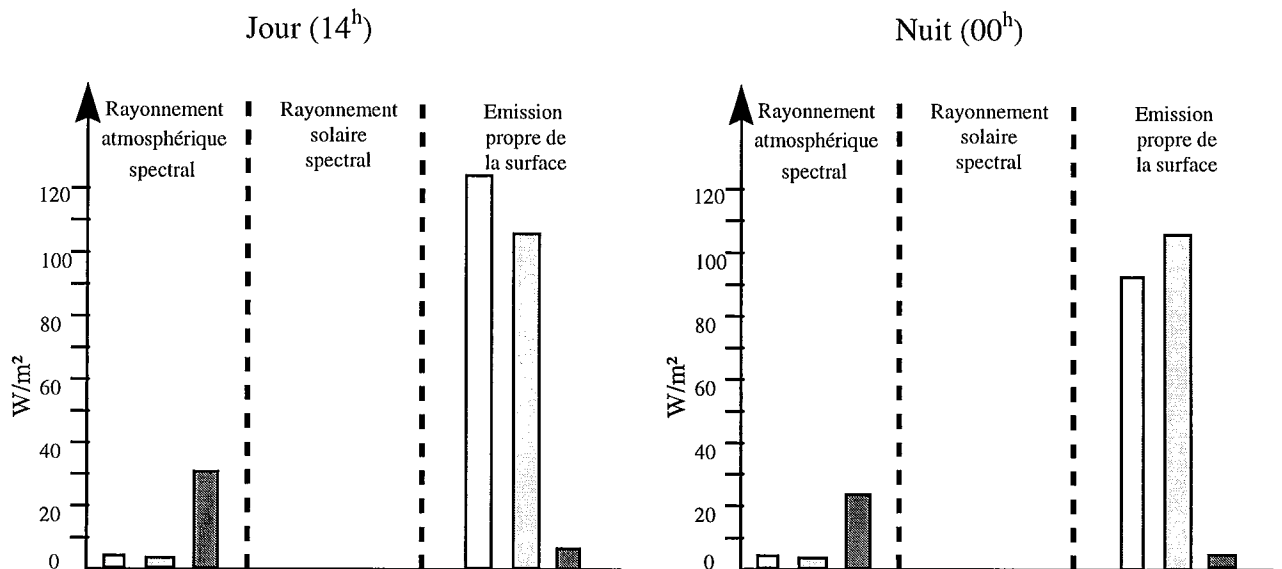 Jour (14h)
Rayonnement
atmosphérique
spectral
Rayonnement
solaire
spectral
Emission
propre de
la surface
120
100
80
60
40
20
0
W/m²
Nuit (00h)
Rayonnement
atmosphérique
spectral
Rayonnement
solaire
spectral
Emission
propre de
la surface
120
100
80
60
40
20
0
W/m²